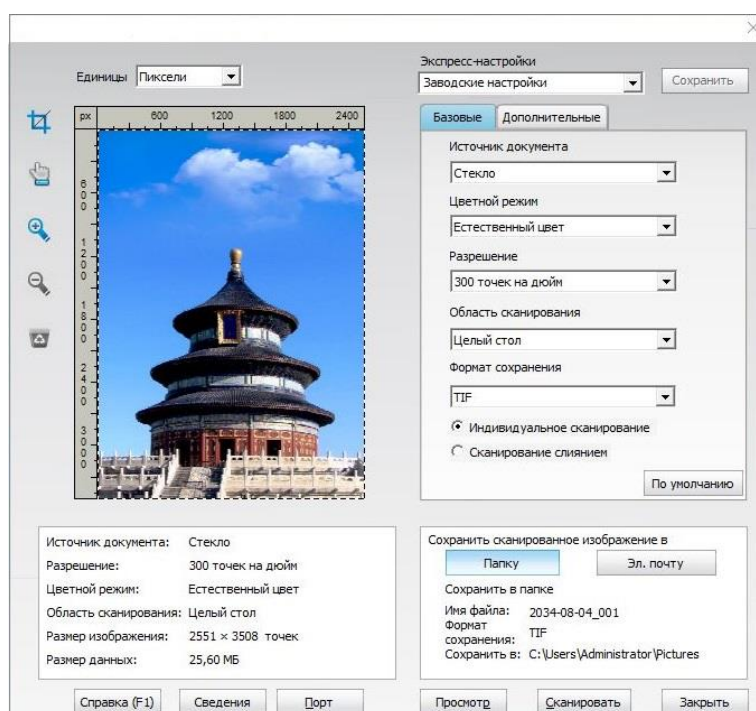 Экспресс-настройки
Единицы Пиксели
Заводские настройки
Сохранить
px 600 1200 1800 2400
600
1200
1800
2400
3000
Базовые Дополнительные
Источник документа
Стекло
Цветной режим
Естественный цвет
Разрешение
300 точек на дюйм
Область сканирования
Целый стол
Формат сохранения
TIF
Индивидуальное сканирование
Сканирование слиянием
По умолчанию
Источник документа: Стекло
Разрешение: 300 точек на дюйм
Цветной режим: Естественный цвет
Область сканирования: Целый стол
Размер изображения: 2551 × 3508 точек
Размер данных: 25,60 МБ
Сохранить сканированное изображение в
Папку Эл. почту
Сохранить в папке
Имя файла: 2034-08-04_001
Формат
сохранения: TIF
Сохранить в: C:\Users\Administrator\Pictures
Справка (F1) Сведения Порт Просмотр Сканировать Закрыть